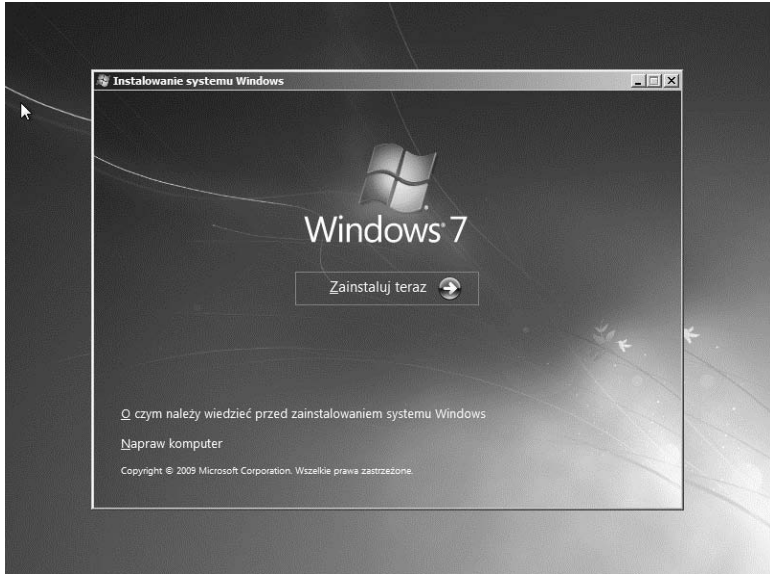 Instalowanie systemu Windows
Windows 7
Zainstaluj teraz
O czym należy wiedzieć przed zainstalowaniem systemu Windows
Napraw komputer
Copyright © 2009 Microsoft Corporation. Wszelkie prawa zastrzeżone.